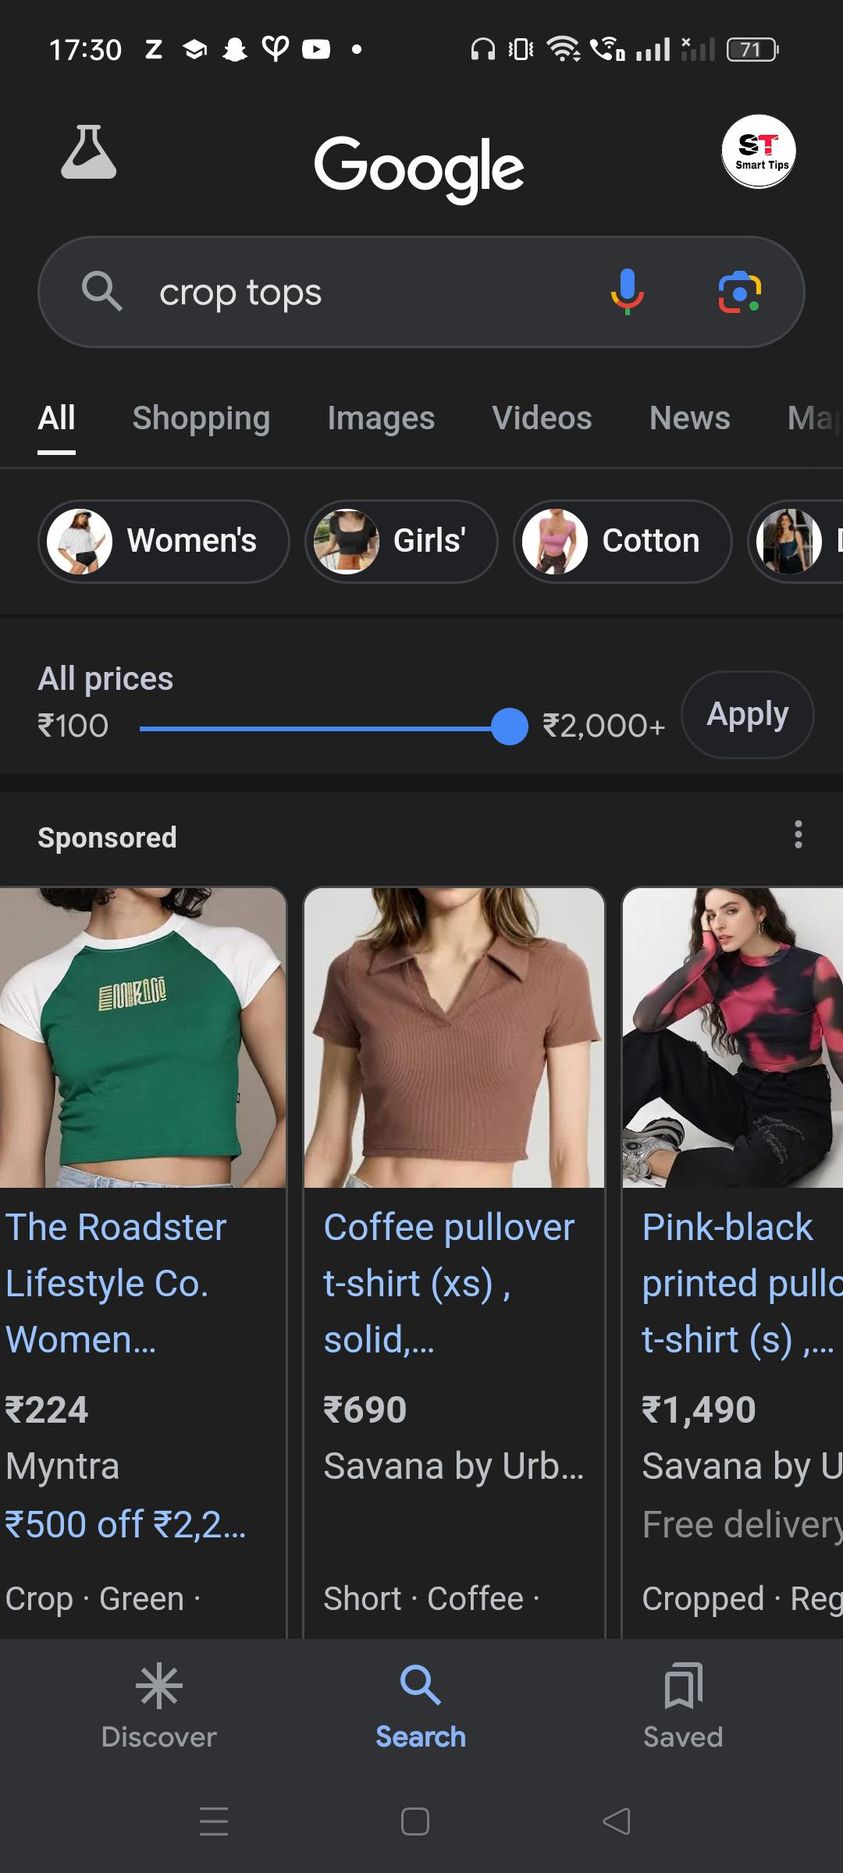 17:30 Z 71
Google
ST
Smart Tips
crop tops
All Shopping Images Videos News
Women's Girls' Cotton
All prices
₹100 ₹2,000+ Apply
Sponsored
The Roadster
Lifestyle Co.
Women...
₹224
Myntra
₹500 off ₹2,2...
Crop · Green ·
Coffee pullover
t-shirt (xs) ,
solid,...
₹690
Savana by Urb...
Short · Coffee ·
Pink-black
printed pullo
t-shirt (s) ,...
₹1,490
Savana by U
Free delivery
Cropped · Reg
Discover Search Saved